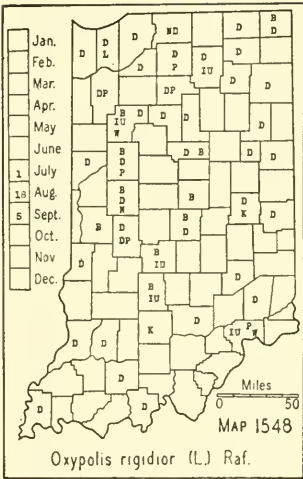 Jan.
Feb.
Mar.
Apr.
May
June
1 July
18 Aug.
5 Sept.
Oct.
Nov
Dec.
D
D
L
D
ND
D
D
B
D
D
D
P
D
IU
D
D
DP
DP
D
B
IU
W
D
D
D
D
D
B
D
P
D B
D
B
D
N
B
D
K
B
D
DP
B
D
D
B
IU
D
B
IU
D
D
K
IU
P
W
D
D
D
D
D
D
Miles
0 50
MAP 1548
Oxypolis rigidior (L.) Raf.